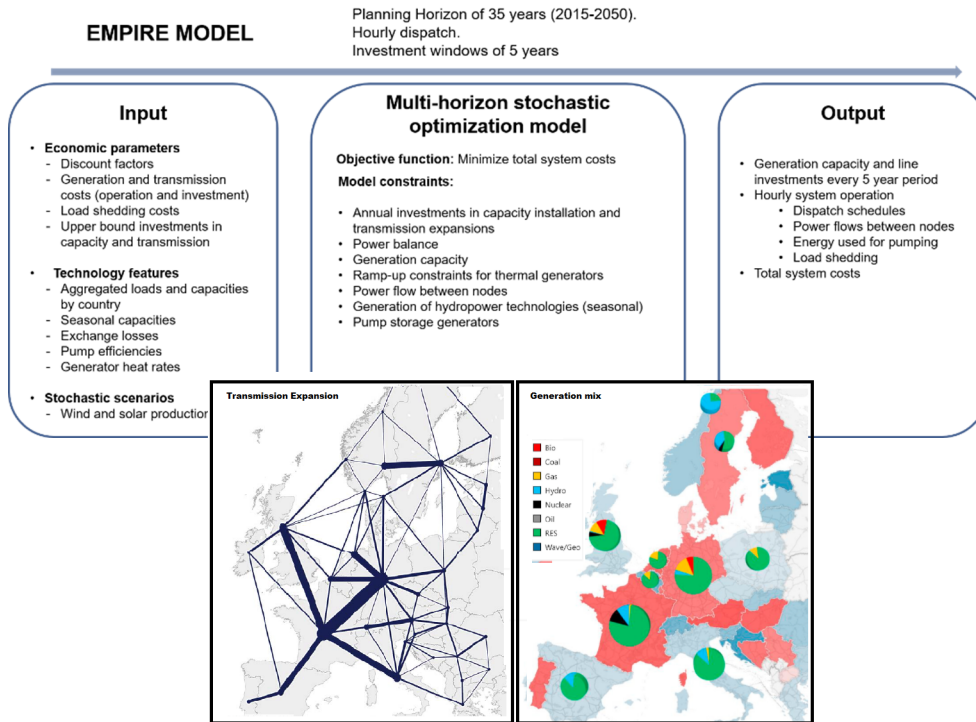 EMPIRE MODEL
Planning Horizon of 35 years (2015-2050).
Hourly dispatch.
Investment windows of 5 years
Input
• Economic parameters
- Discount factors
- Generation and transmission
costs (operation and investment)
- Load shedding costs
- Upper bound investments in
capacity and transmission
• Technology features
- Aggregated loads and capacities
by country
- Seasonal capacities
- Exchange losses
- Pump efficiencies
- Generator heat rates
• Stochastic scenarios
- Wind and solar production
Multi-horizon stochastic
optimization model
Objective function: Minimize total system costs
Model constraints:
• Annual investments in capacity installation and
transmission expansions
• Power balance
• Generation capacity
• Ramp-up constraints for thermal generators
• Power flow between nodes
• Generation of hydropower technologies (seasonal)
• Pump storage generators
Output
• Generation capacity and line
investments every 5 year period
• Hourly system operation
• Dispatch schedules
• Power flows between nodes
• Energy used for pumping
• Load shedding
• Total system costs
Transmission Expansion
Generation mix
Bio
Coal
Gas
Hydro
Nuclear
Oil
RES
Wave/Geo